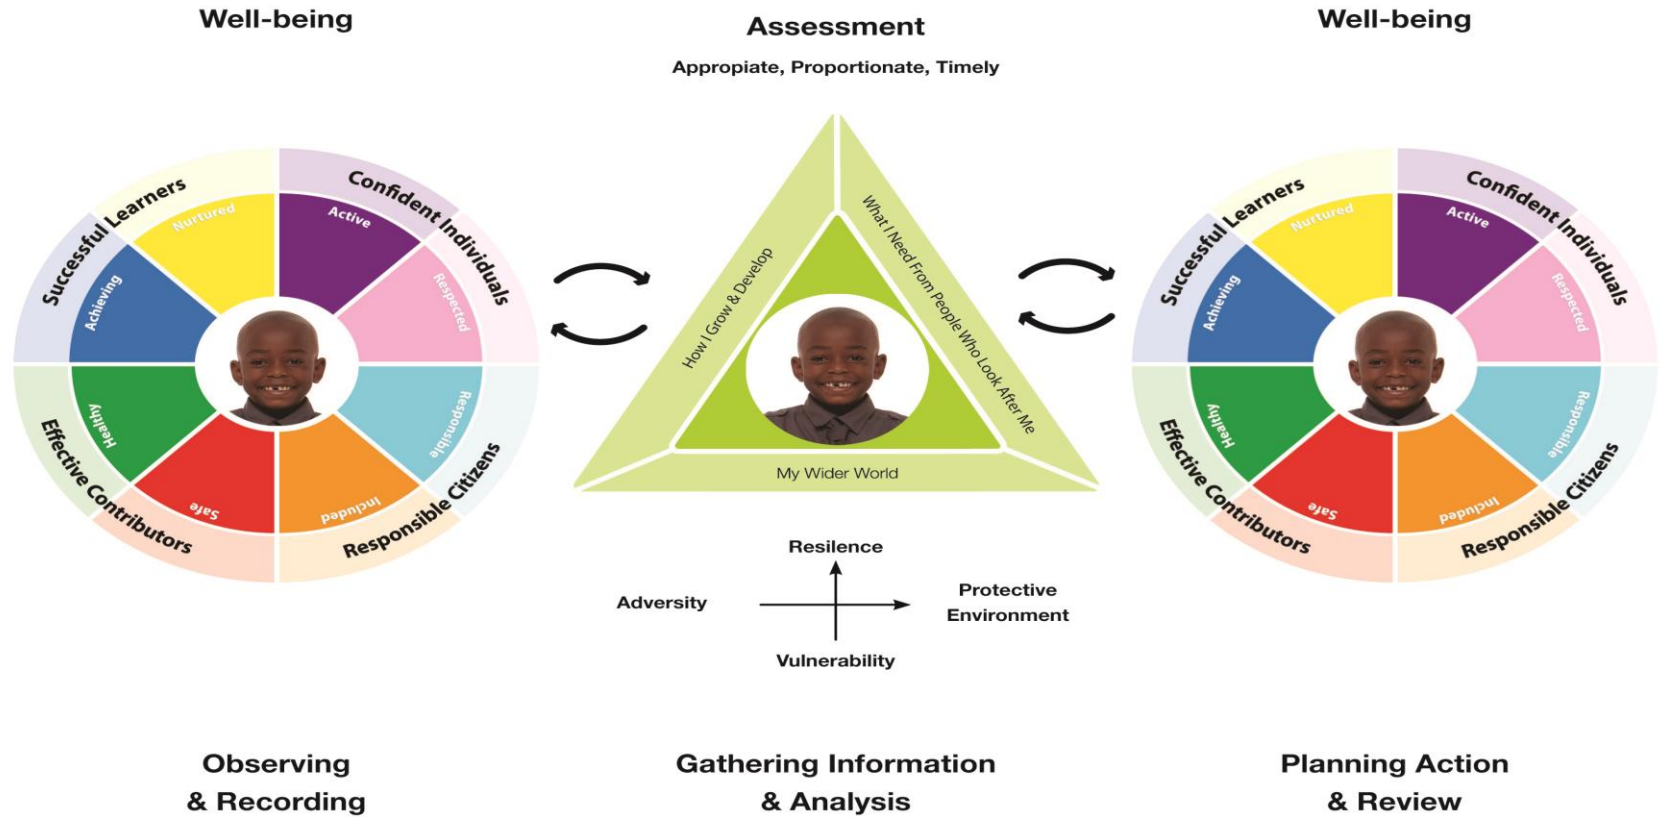 Well-being
Successful Learners
Confident Individuals
Nurtured
Active
Achieving
Respected
Healthy
Responsible
Safe
Included
Effective Contributors
Responsible Citizens
Observing
& Recording
Assessment
Appropiate, Proportionate, Timely
How I Grow & Develop
What I Need From People Who Look After Me
My Wider World
Resilence
Adversity
Protective
Environment
Vulnerability
Gathering Information
& Analysis
Well-being
Successful Learners
Confident Individuals
Nurtured
Active
Achieving
Respected
Healthy
Responsible
Safe
Included
Effective Contributors
Responsible Citizens
Planning Action
& Review